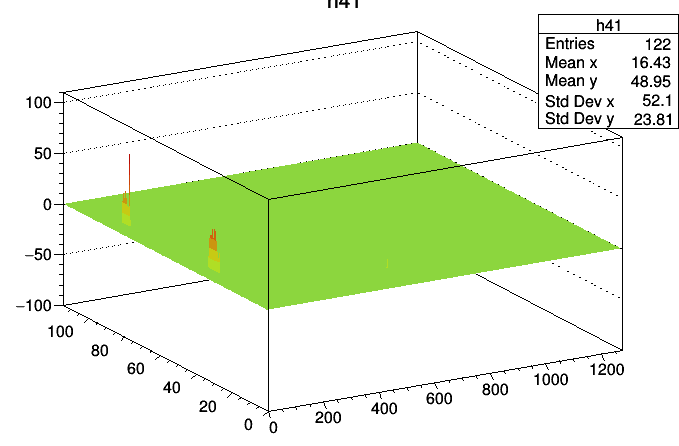 h41
h41
Entries 122
Mean x 16.43
Mean y 48.95
Std Dev x 52.1
Std Dev y 23.81
100
50
0
−50
−100
100
80
60
40
20
0
0
200
400
600
800
1000
1200